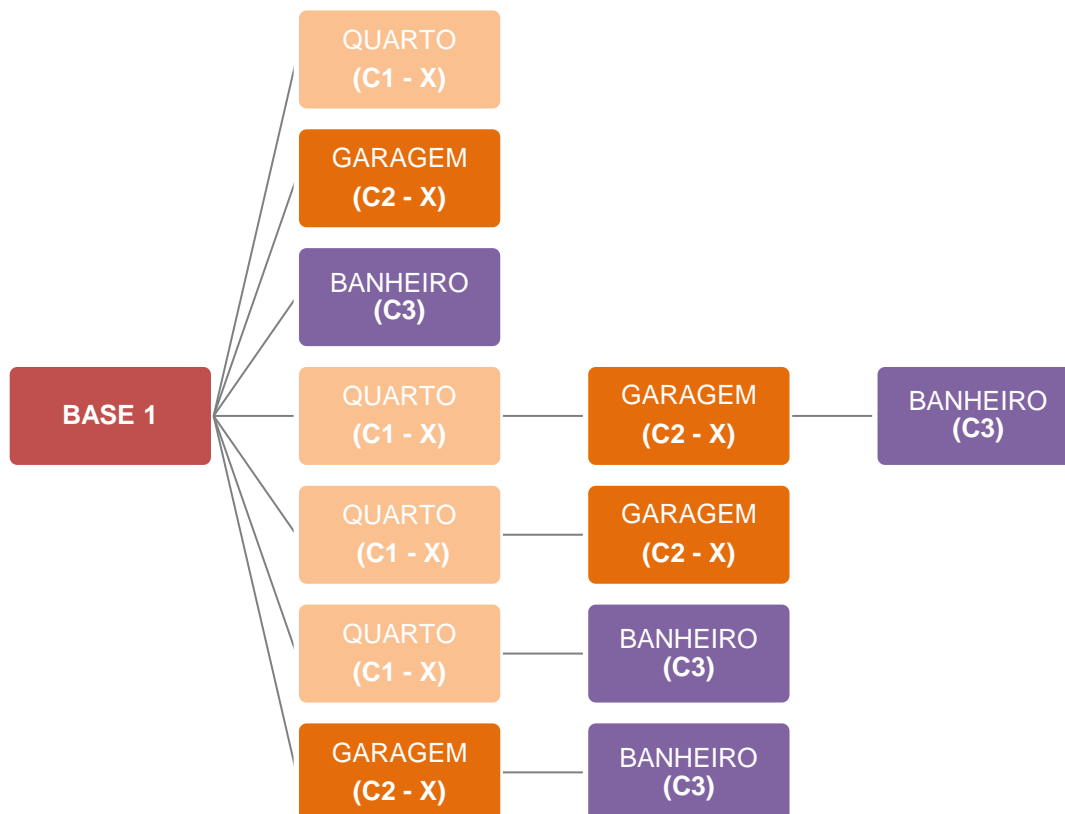 QUARTO
(C1 - X)
GARAGEM
(C2 - X)
BANHEIRO
(C3)
BASE 1
QUARTO
(C1 - X)
GARAGEM
(C2 - X)
BANHEIRO
(C3)
QUARTO
(C1 - X)
GARAGEM
(C2 - X)
QUARTO
(C1 - X)
BANHEIRO
(C3)
GARAGEM
(C2 - X)
BANHEIRO
(C3)